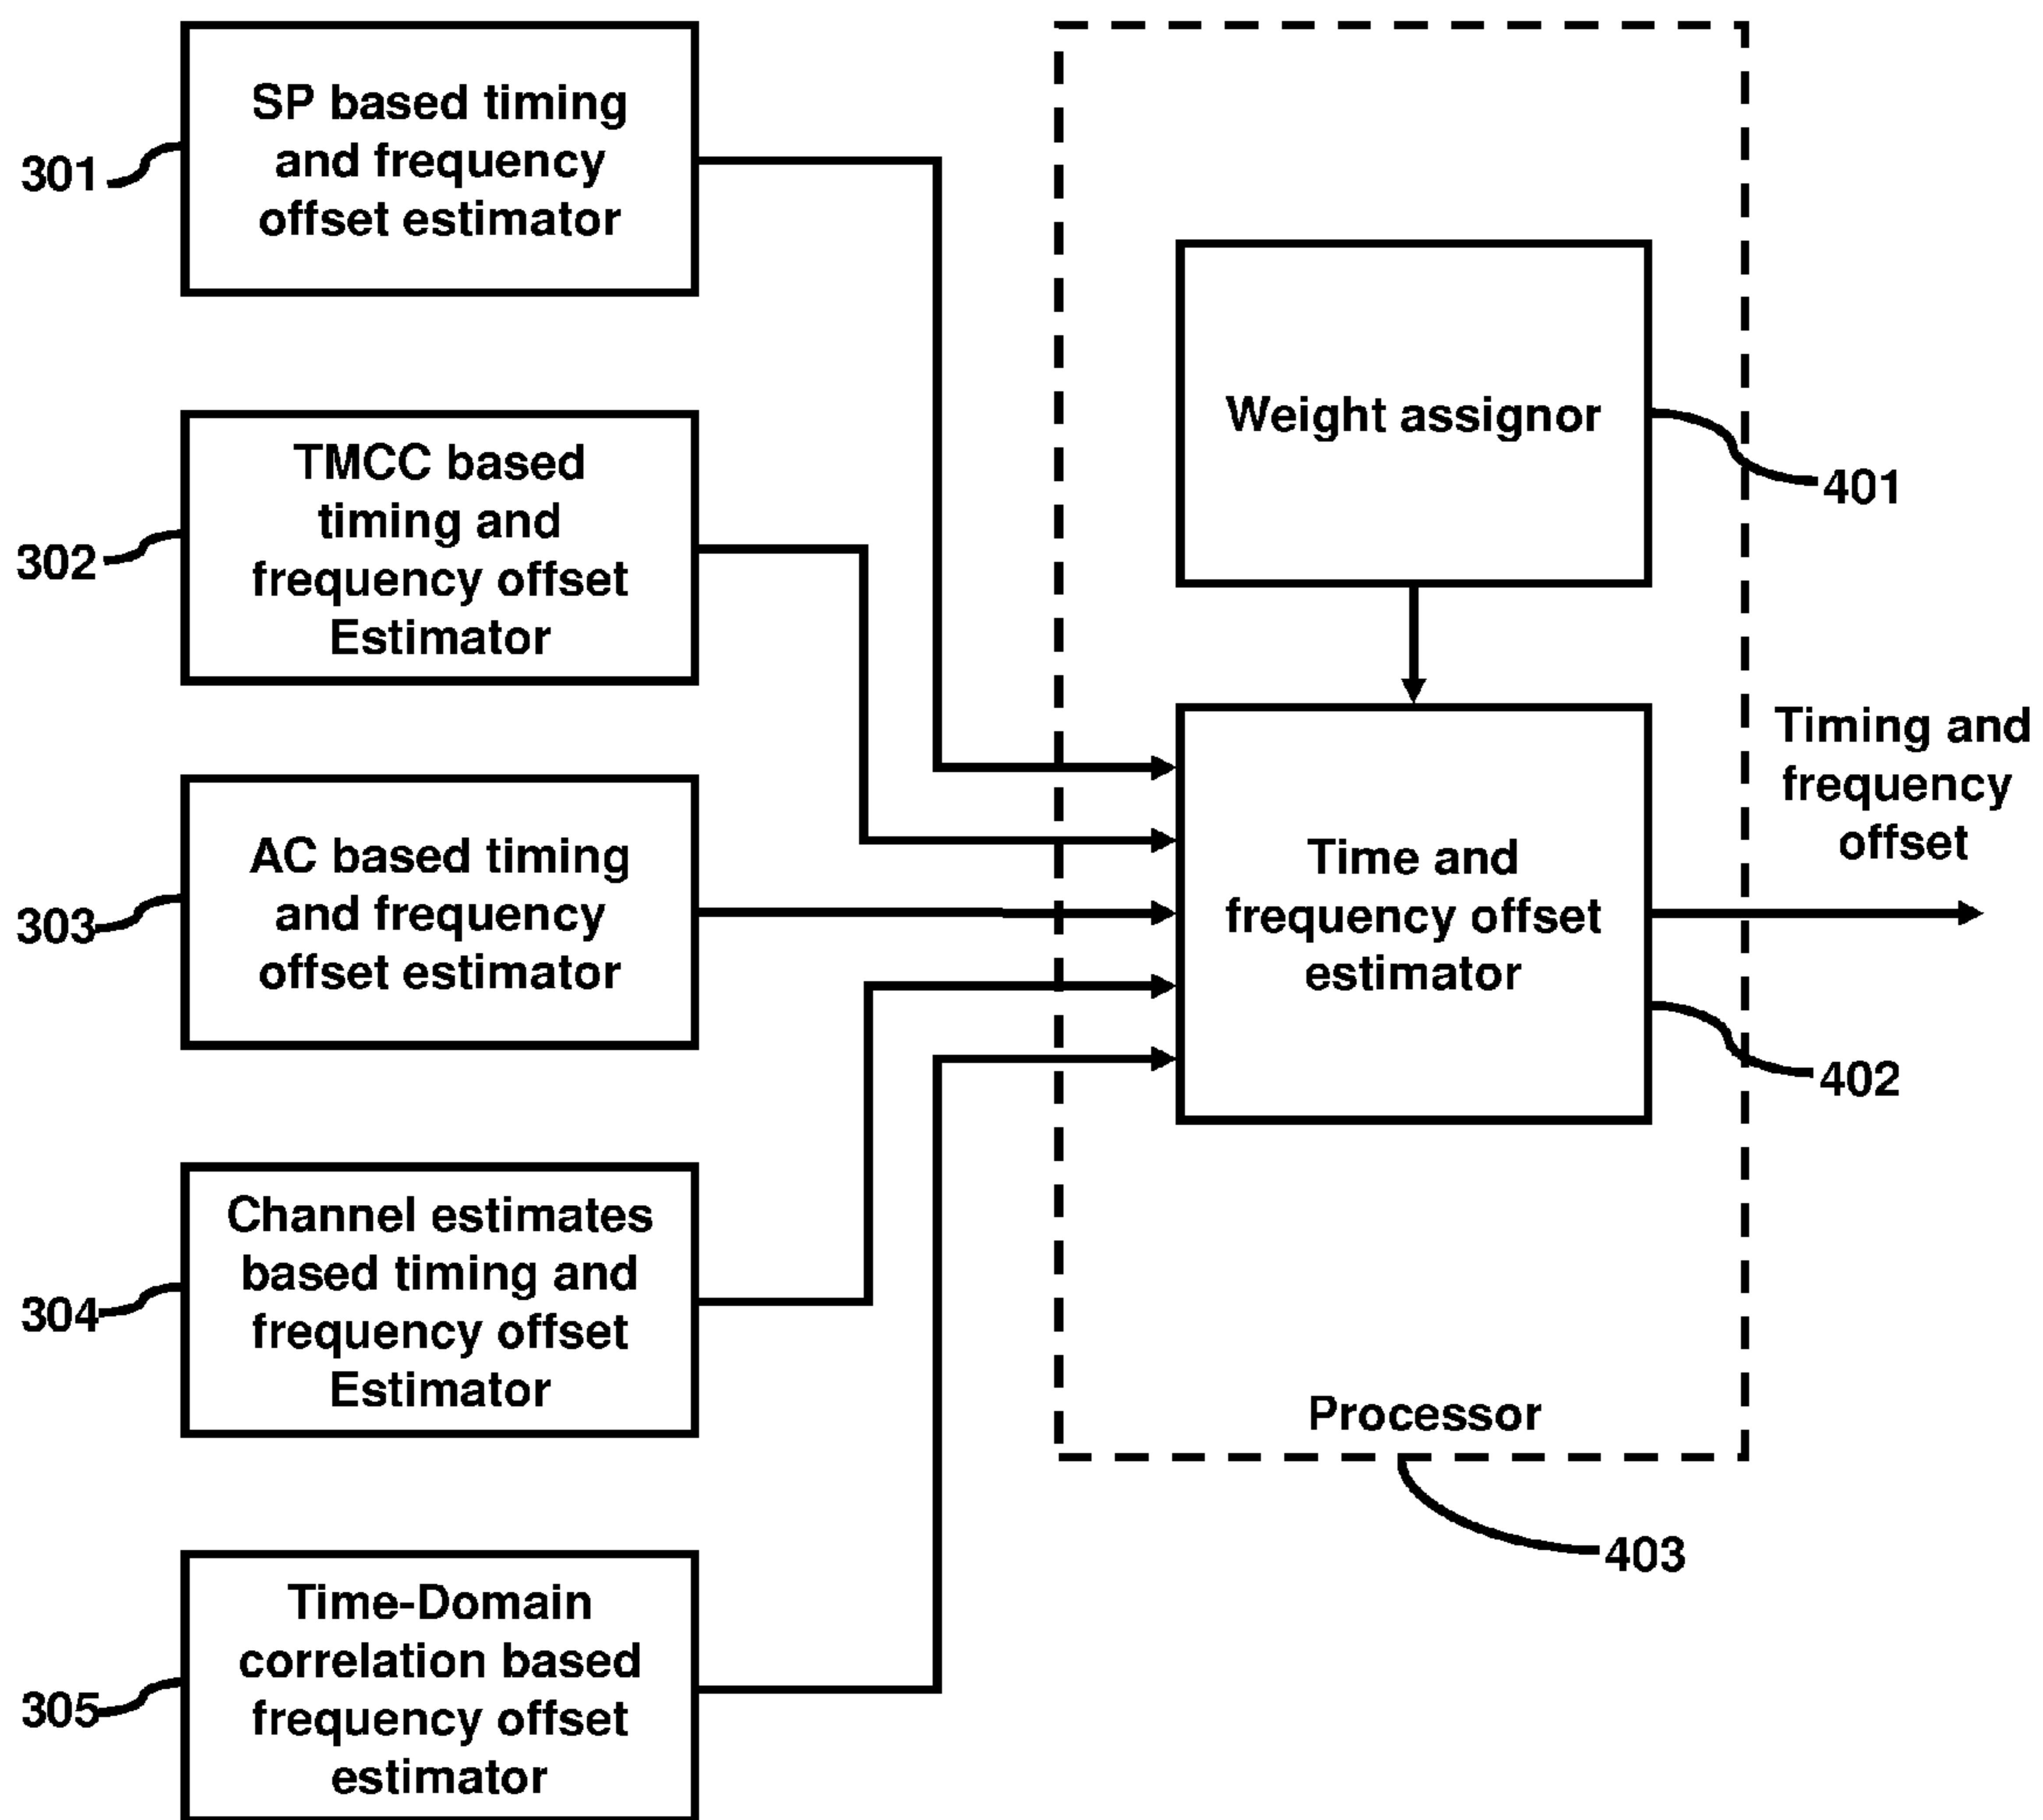 SP based timing
and frequency
offset estimator
301
TMCC based
timing and
frequency offset
Estimator
302
AC based timing
and frequency
offset estimator
303
Channel estimates
based timing and
frequency offset
Estimator
304
Time-Domain
correlation based
frequency offset
estimator
305
Weight assignor
401
Time and
frequency offset
estimator
402
Timing and
frequency
offset
Processor
403